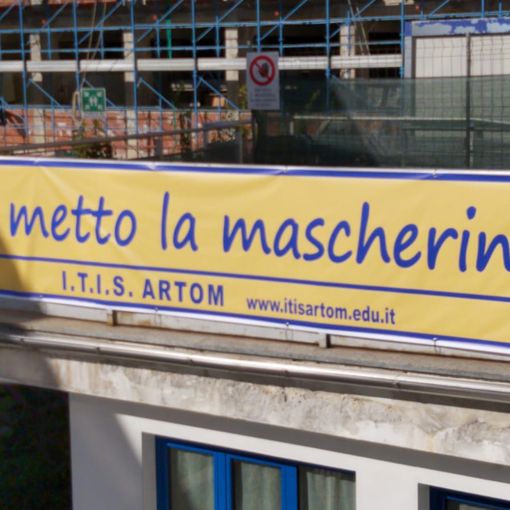 metto la mascherin
I.T.I.S. ARTOM www.itisartom.edu.it